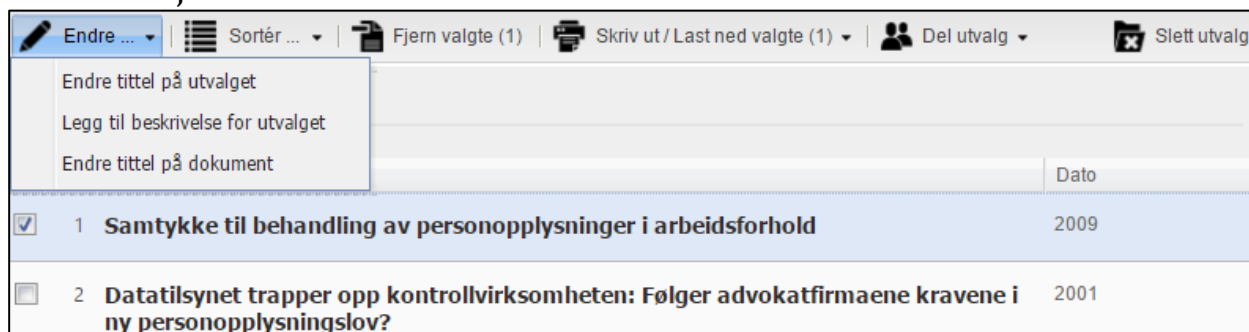 Endre ... Sortér ... Fjern valgte (1) Skriv ut / Last ned valgte (1) Del utvalg Slett utvalg
Endre tittel på utvalget
Legg til beskrivelse for utvalget
Endre tittel på dokument
Dato
1 Samtykke til behandling av personopplysninger i arbeidsforhold 2009
2 Datatilsynet trapper opp kontrollvirksomheten: Følger advokatfirmaene kravene i 2001
ny personopplysningslov?